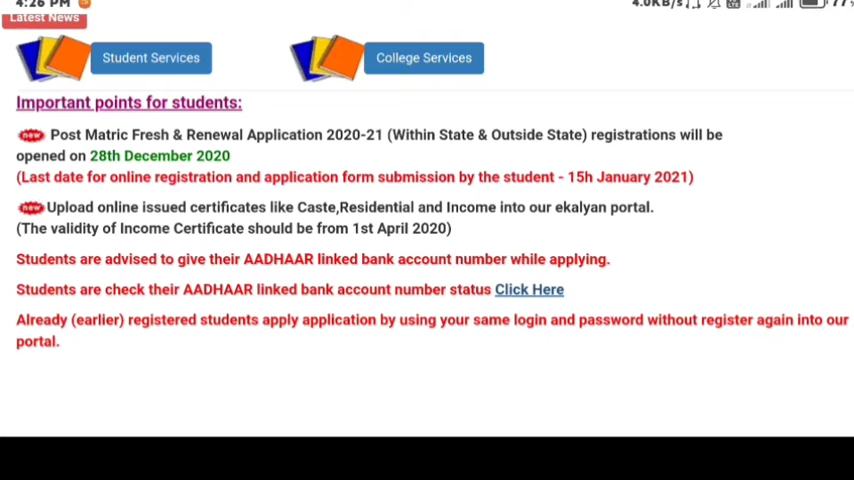 4:26 PM
4.0KB/s
77
Latest News
Student Services
College Services
Important points for students:
new Post Matric Fresh & Renewal Application 2020-21 (Within State & Outside State) registrations will be
opened on 28th December 2020
(Last date for online registration and application form submission by the student - 15h January 2021)
new Upload online issued certificates like Caste,Residential and Income into our ekalyan portal.
(The validity of Income Certificate should be from 1st April 2020)
Students are advised to give their AADHAAR linked bank account number while applying.
Students are check their AADHAAR linked bank account number status Click Here
Already (earlier) registered students apply application by using your same login and password without register again into our
portal.